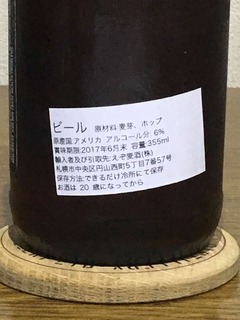 ビール 原材料:麦芽、ホップ
原産国:アメリカ アルコール分: 6%
賞味期限:2017年6月末 容量:355ml
輸入者及び引取先:えぞ麦酒(株)
札幌市中央区円山西町5丁目7番57号
保存方法:できるだけ冷所にて保存
お酒は 20 歳になってから